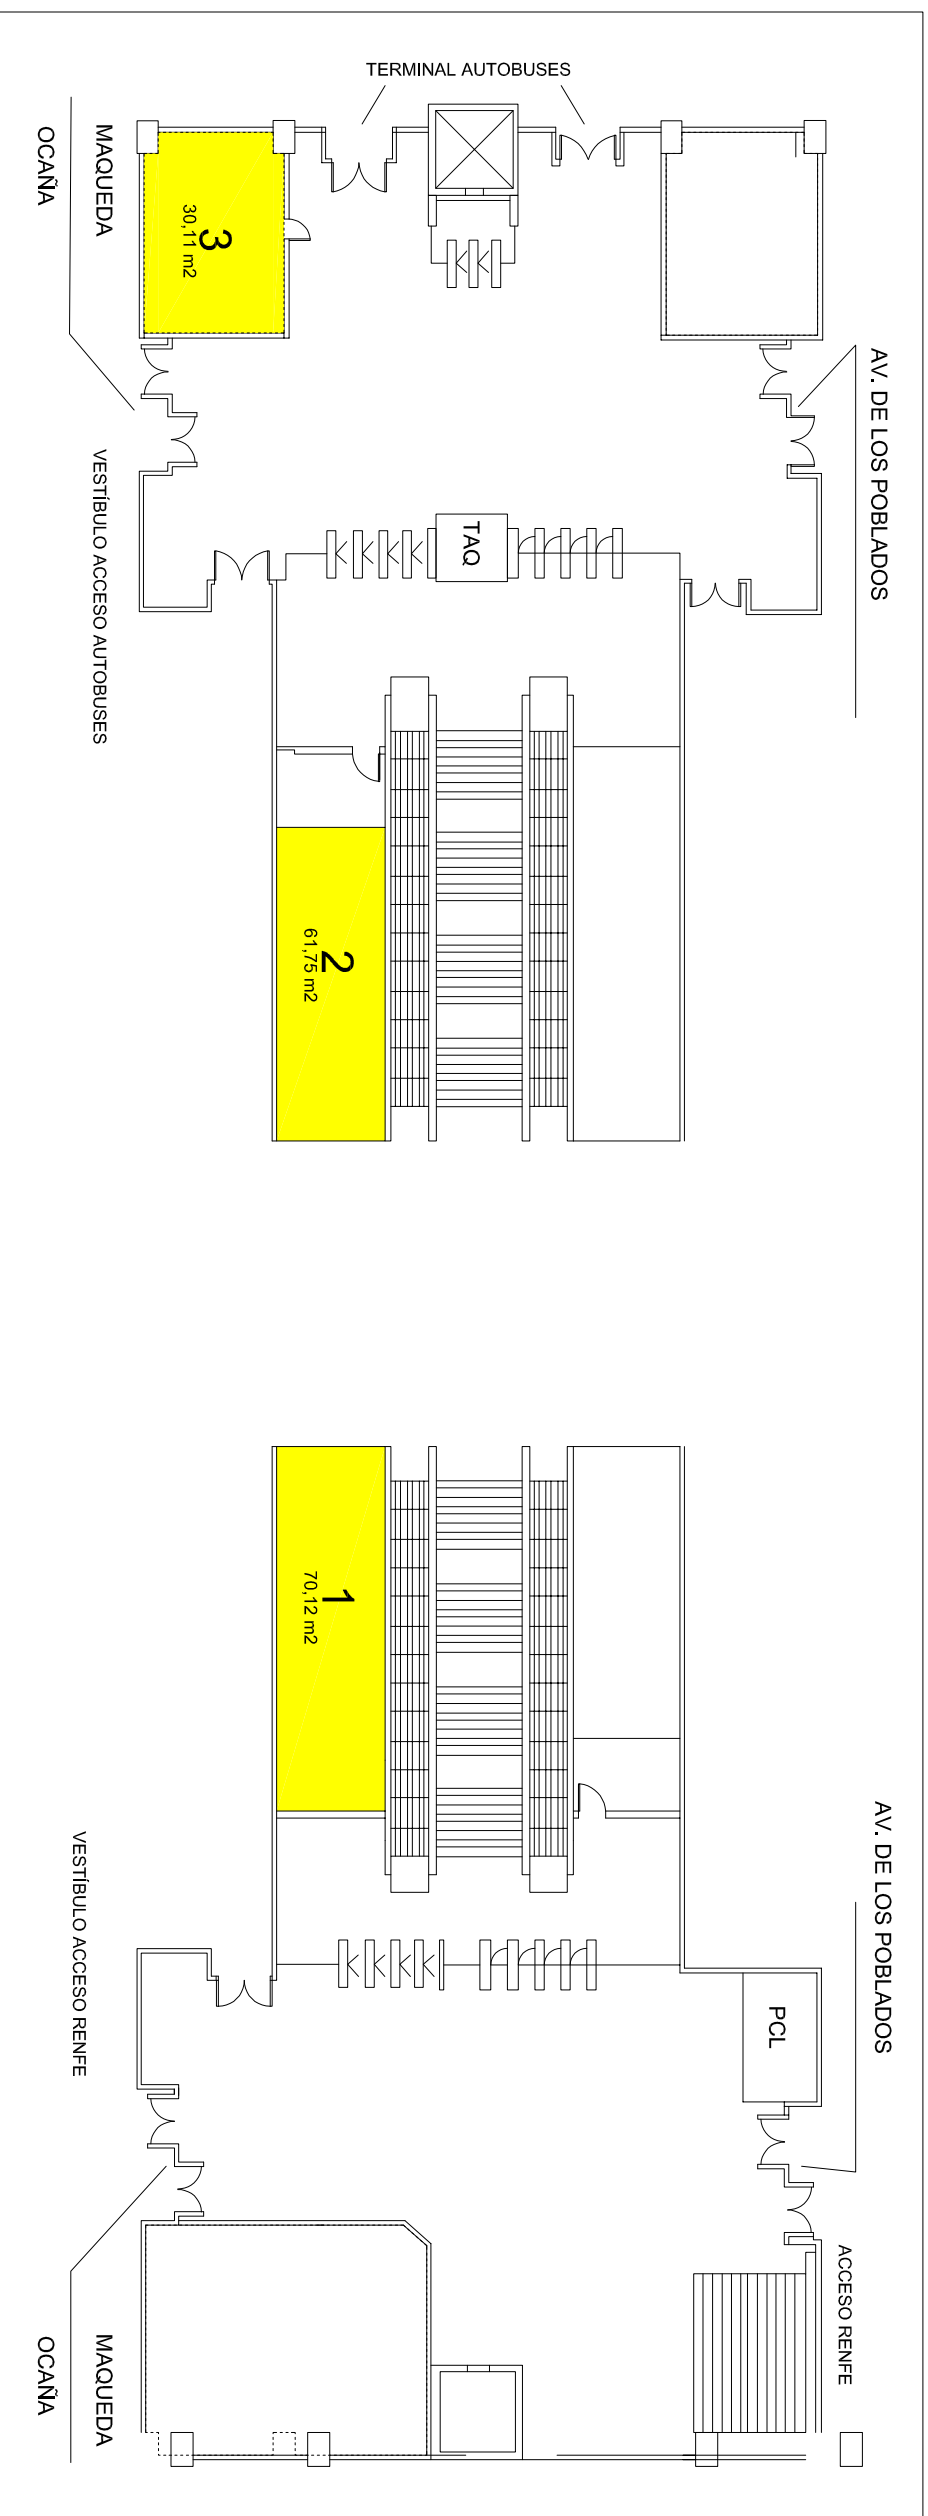 TERMINAL AUTOBUSES
MAQUEDA
OCAÑA
3
30,11 m2
AV. DE LOS POBLADOS
VESTÍBULO ACCESO AUTOBUSES
TAQ
2
61,75 m2
1
70,12 m2
AV. DE LOS POBLADOS
VESTÍBULO ACCESO RENFE
PCL
ACCESO RENFE
MAQUEDA
OCAÑA